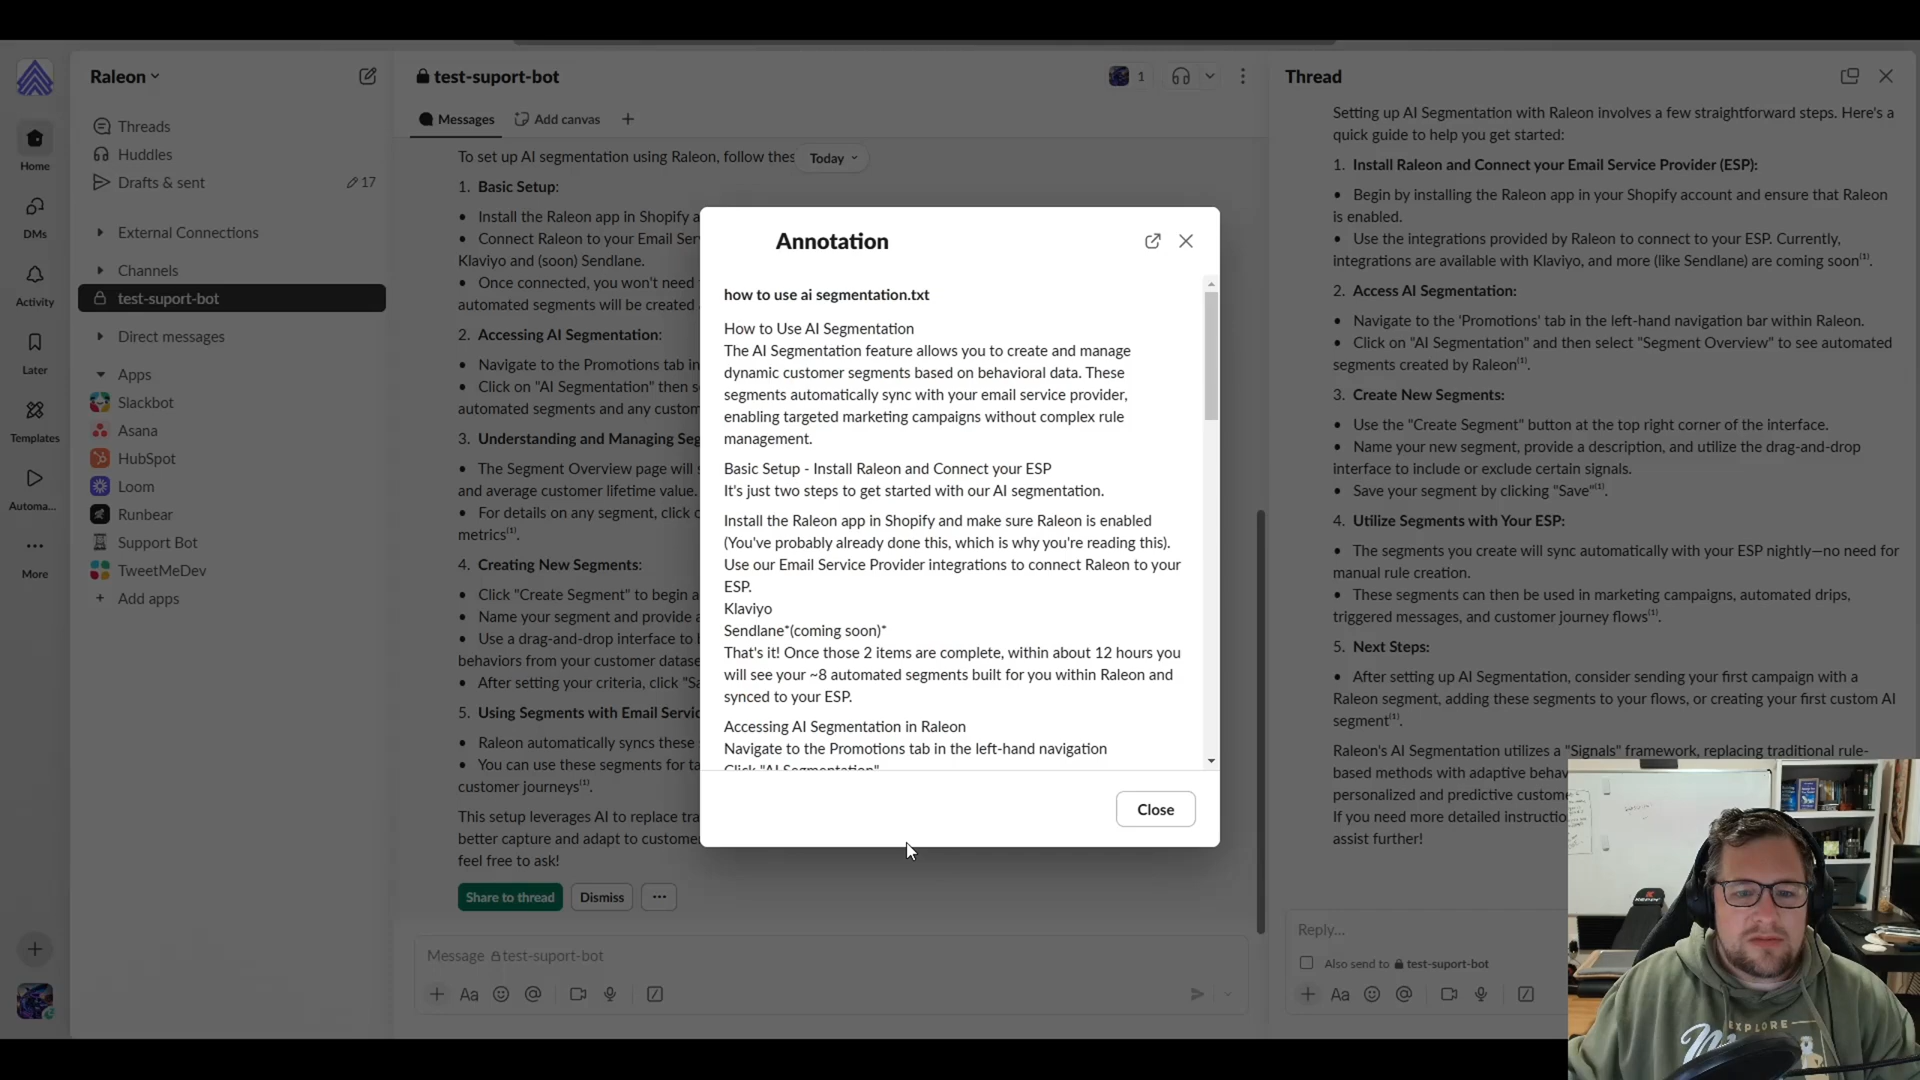 Raleon
Threads
Huddles
Drafts & sent
17
External Connections
Channels
test-suport-bot
Direct messages
Apps
Slackbot
Asana
HubSpot
Loom
Runbear
Support Bot
TweetMeDev
Add apps
Home
DMs
Activity
Later
Templates
Automa...
More
test-suport-bot
1
Messages
Add canvas
Today
To set up AI segmentation using Raleon, follow thes
1. Basic Setup:
• Install the Raleon app in Shopify a
• Connect Raleon to your Email Ser
Klaviyo and (soon) Sendlane.
• Once connected, you won't need
automated segments will be created
2. Accessing AI Segmentation:
• Navigate to the Promotions tab in
• Click on "AI Segmentation" then s
automated segments and any custom
3. Understanding and Managing Seg
• The Segment Overview page will s
and average customer lifetime value.
• For details on any segment, click c
metrics[1].
4. Creating New Segments:
• Click "Create Segment" to begin a
• Name your segment and provide a
• Use a drag-and-drop interface to b
behaviors from your customer datase
• After setting your criteria, click "Sa
5. Using Segments with Email Servic
• Raleon automatically syncs these
• You can use these segments for ta
customer journeys[1].
This setup leverages AI to replace tra
better capture and adapt to custome
feel free to ask!
Share to thread
Dismiss
Message test-suport-bot
Aa
Annotation
how to use ai segmentation.txt
How to Use AI Segmentation
The AI Segmentation feature allows you to create and manage
dynamic customer segments based on behavioral data. These
segments automatically sync with your email service provider,
enabling targeted marketing campaigns without complex rule
management.
Basic Setup - Install Raleon and Connect your ESP
It's just two steps to get started with our AI segmentation.
Install the Raleon app in Shopify and make sure Raleon is enabled
(You've probably already done this, which is why you're reading this).
Use our Email Service Provider integrations to connect Raleon to your
ESP.
Klaviyo
Sendlane*(coming soon)*
That's it! Once those 2 items are complete, within about 12 hours you
will see your ~8 automated segments built for you within Raleon and
synced to your ESP.
Accessing AI Segmentation in Raleon
Navigate to the Promotions tab in the left-hand navigation
Click "AI Segmentation"
Close
Thread
Setting up AI Segmentation with Raleon involves a few straightforward steps. Here's a
quick guide to help you get started:
1. Install Raleon and Connect your Email Service Provider (ESP):
• Begin by installing the Raleon app in your Shopify account and ensure that Raleon
is enabled.
• Use the integrations provided by Raleon to connect to your ESP. Currently,
integrations are available with Klaviyo, and more (like Sendlane) are coming soon[1].
2. Access AI Segmentation:
• Navigate to the 'Promotions' tab in the left-hand navigation bar within Raleon.
• Click on "AI Segmentation" and then select "Segment Overview" to see automated
segments created by Raleon[1].
3. Create New Segments:
• Use the "Create Segment" button at the top right corner of the interface.
• Name your new segment, provide a description, and utilize the drag-and-drop
interface to include or exclude certain signals.
• Save your segment by clicking "Save"[1].
4. Utilize Segments with Your ESP:
• The segments you create will sync automatically with your ESP nightly—no need for
manual rule creation.
• These segments can then be used in marketing campaigns, automated drips,
triggered messages, and customer journey flows[1].
5. Next Steps:
• After setting up AI Segmentation, consider sending your first campaign with a
Raleon segment, adding these segments to your flows, or creating your first custom AI
segment[1].
Raleon's AI Segmentation utilizes a "Signals" framework, replacing traditional rule-
based methods with adaptive behav
personalized and predictive custome
If you need more detailed instructio
assist further!
Reply...
Also send to test-suport-bot
Aa
EXPLORE